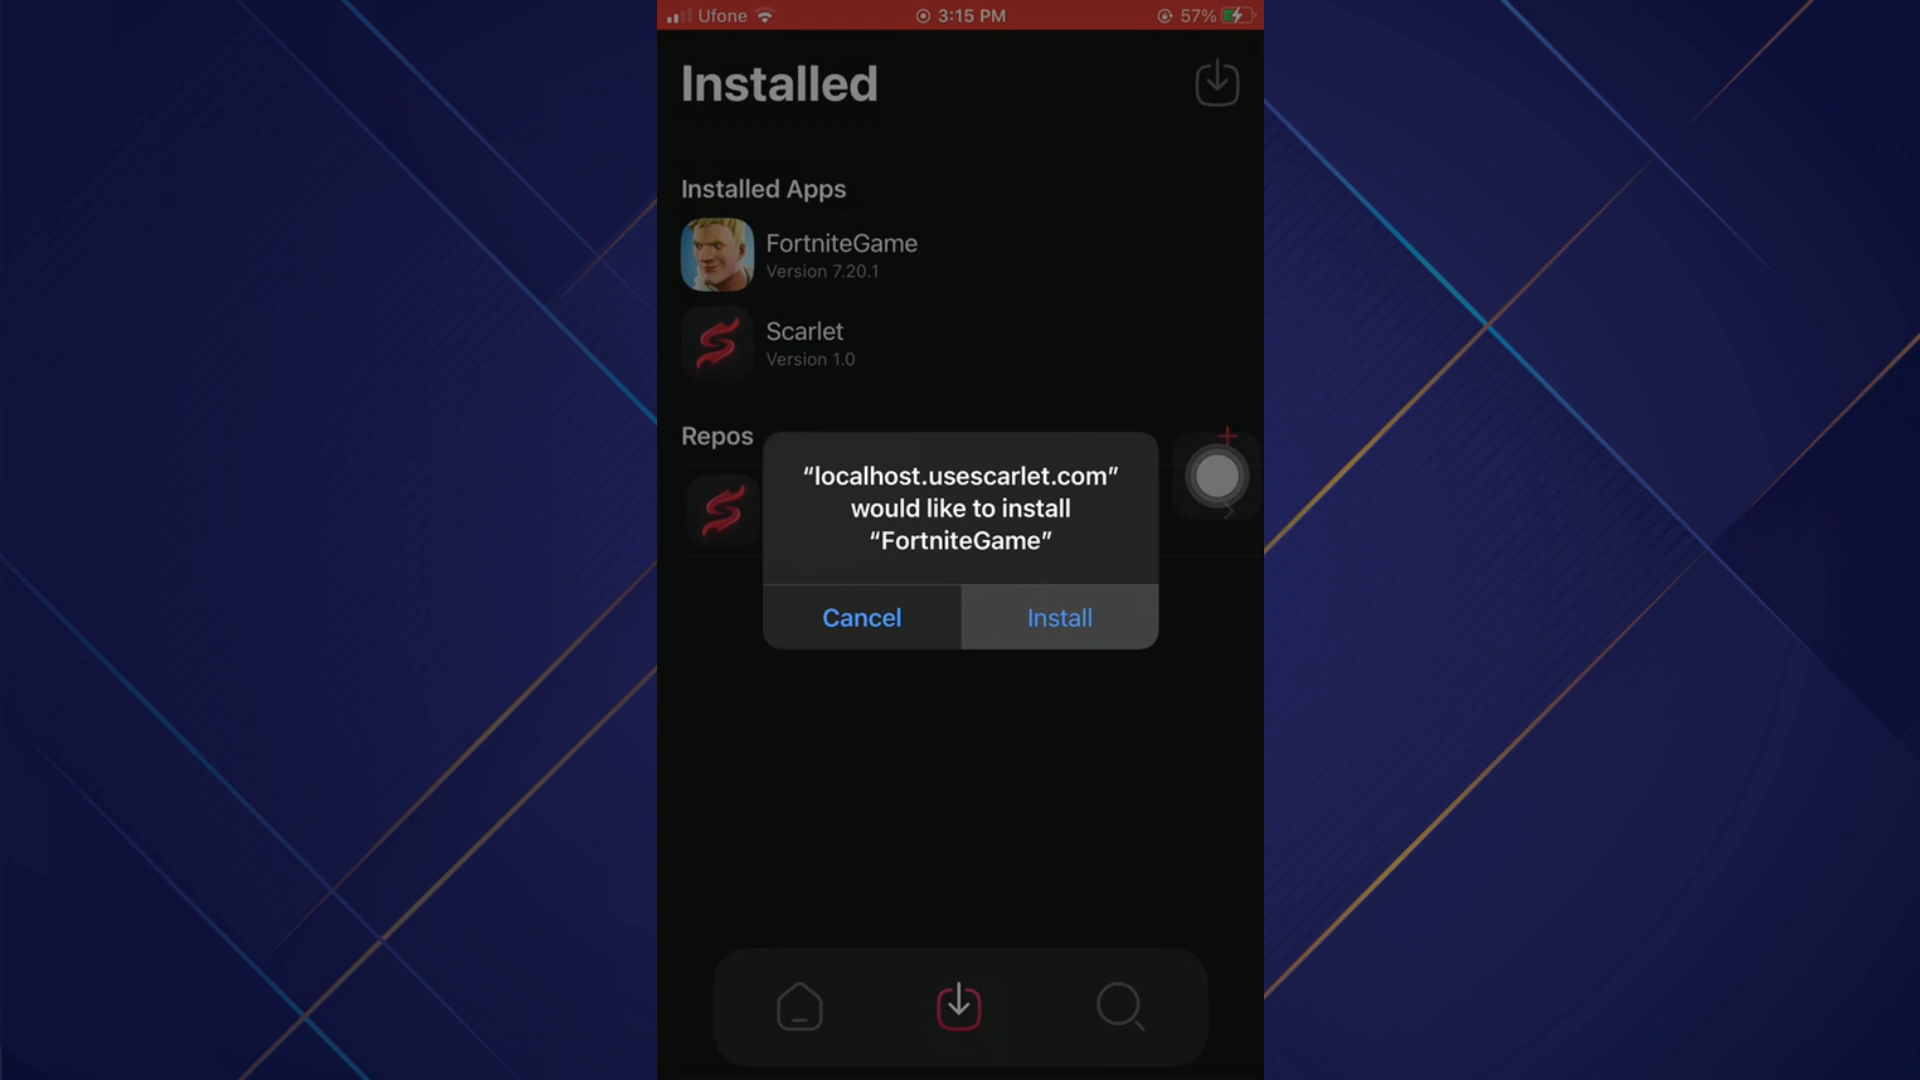 Ufone 3:15 PM 57%
Installed
Installed Apps
FortniteGame
Version 7.20.1
Scarlet
Version 1.0
Repos
“localhost.usescarlet.com”
would like to install
“FortniteGame”
Cancel Install